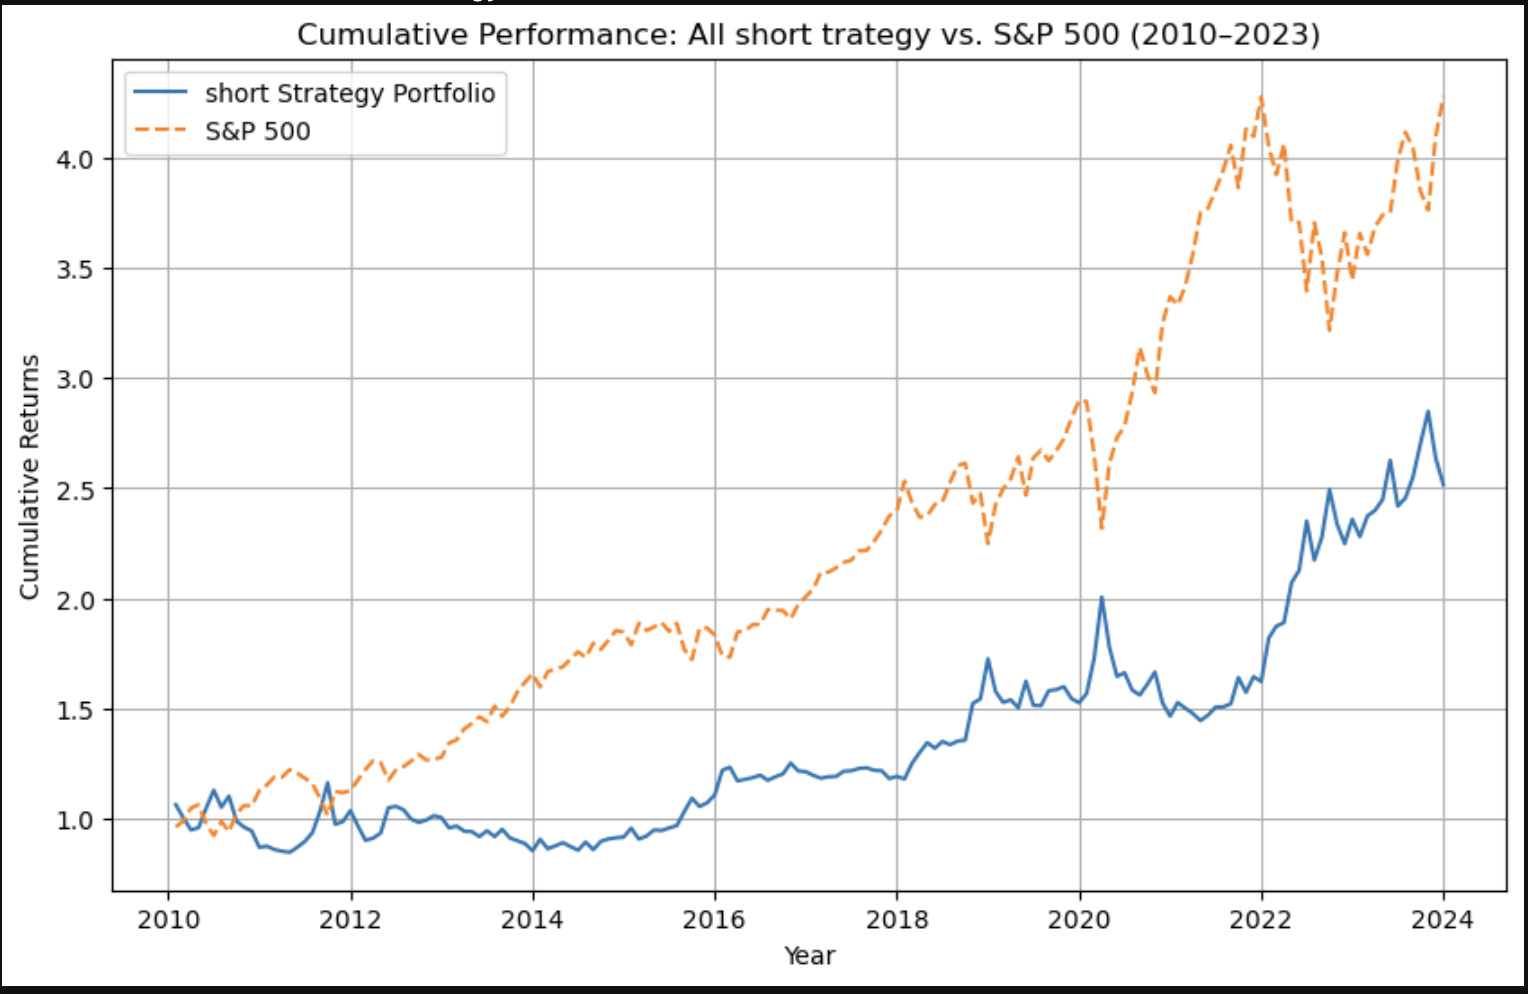 Cumulative Performance: All short trategy vs. S&P 500 (2010–2023)
short Strategy Portfolio
S&P 500
4.0
3.5
3.0
2.5
2.0
1.5
1.0
Cumulative Returns
2010 2012 2014 2016 2018 2020 2022 2024
Year